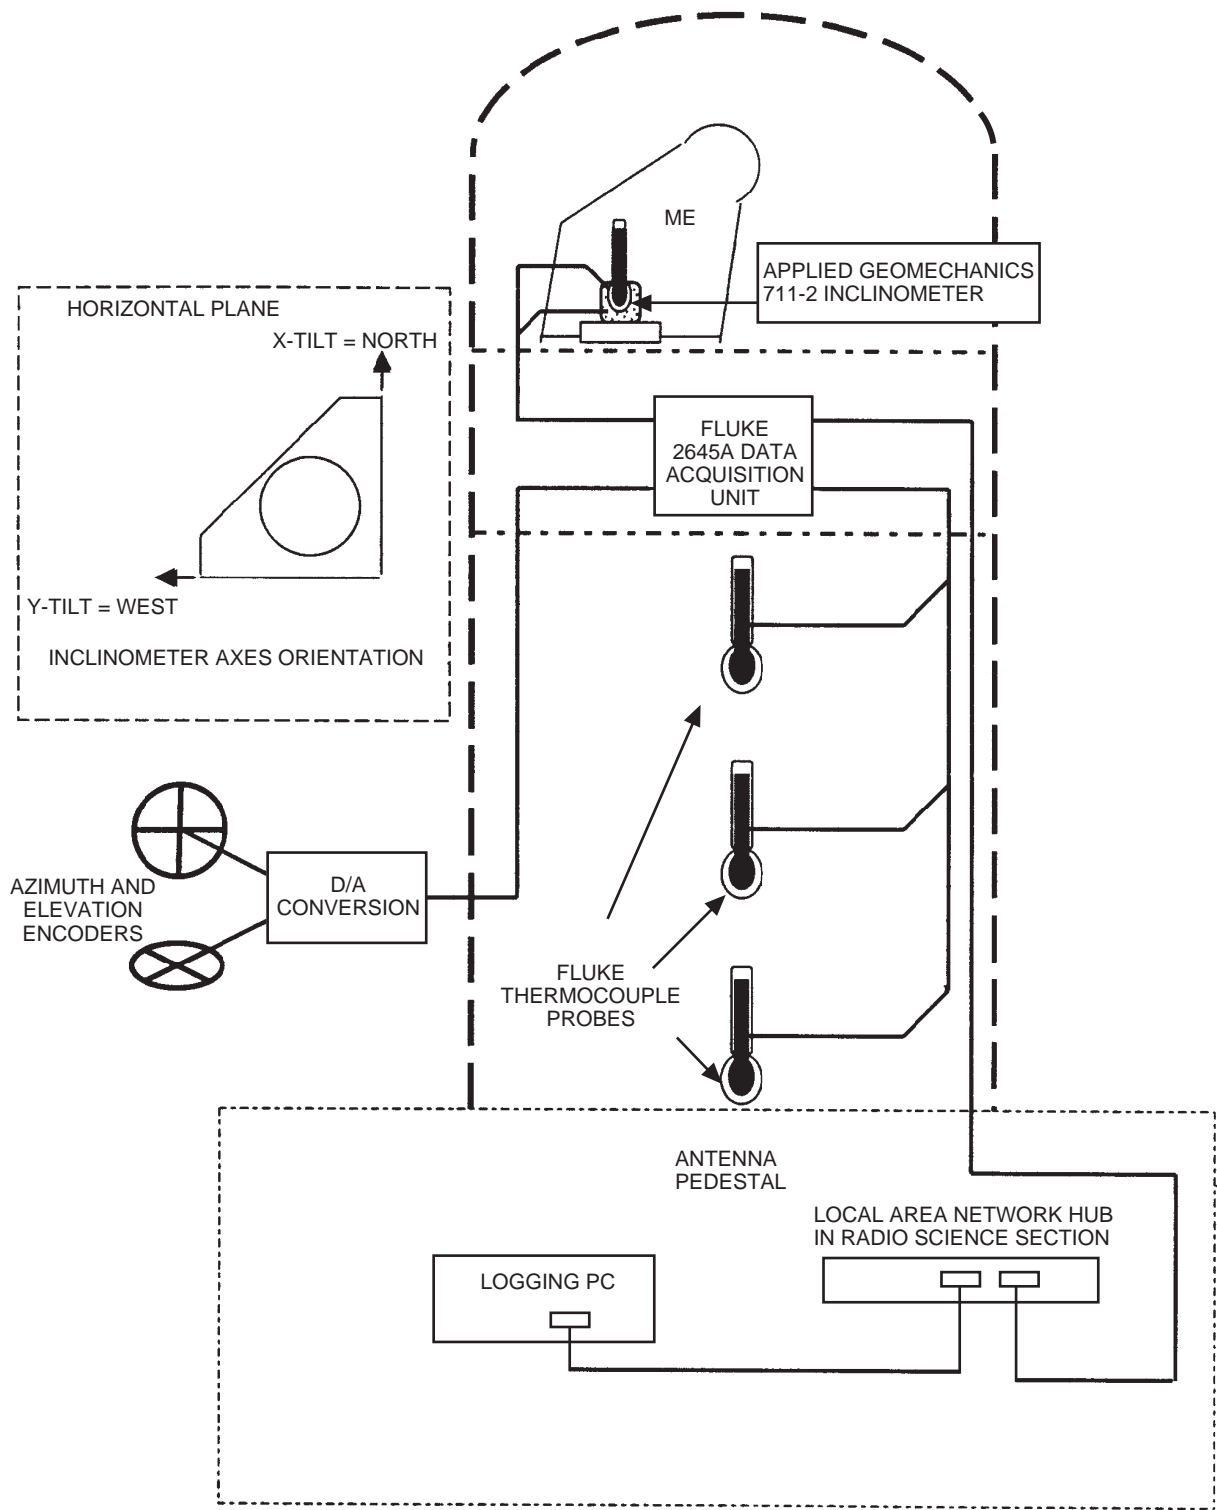 ME
APPLIED GEOMECHANICS
711-2 INCLINOMETER
HORIZONTAL PLANE
X-TILT = NORTH
Y-TILT = WEST
INCLINOMETER AXES ORIENTATION
FLUKE
2645A DATA
ACQUISITION
UNIT
AZIMUTH AND
ELEVATION
ENCODERS
D/A
CONVERSION
FLUKE
THERMOCOUPLE
PROBES
ANTENNA
PEDESTAL
LOCAL AREA NETWORK HUB
IN RADIO SCIENCE SECTION
LOGGING PC